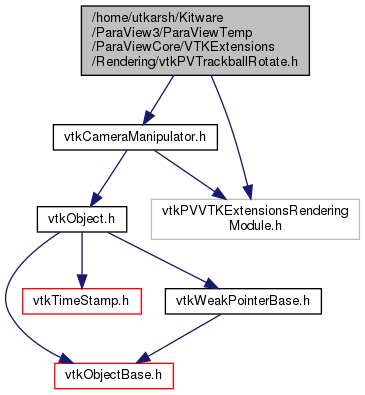 /home/utkarsh/Kitware
/ParaView3/ParaViewTemp
/ParaViewCore/VTKExtensions
/Rendering/vtkPVTrackballRotate.h
vtkCameraManipulator.h
vtkPVVTKExtensionsRendering
Module.h
vtkObject.h
vtkTimeStamp.h
vtkWeakPointerBase.h
vtkObjectBase.h